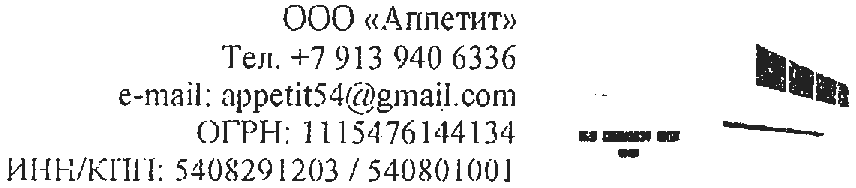 ООО «Аппетит»
Тел. +7 913 940 6336
e-mail: appetit54@gmail.com
ОГРН: 1115476144134
ИНН/КПП: 5408291203 / 540801001